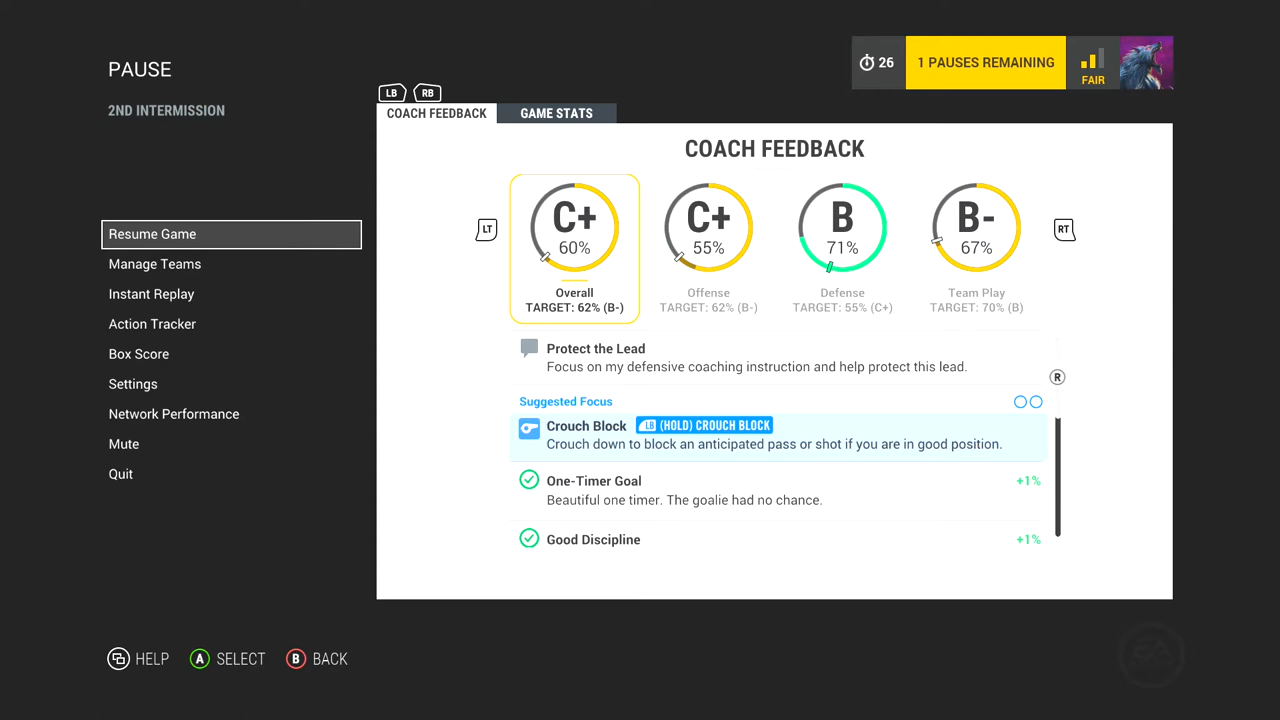 PAUSE
2ND INTERMISSION
26
1 PAUSES REMAINING
FAIR
LB RB
COACH FEEDBACK
GAME STATS
Resume Game
Manage Teams
Instant Replay
Action Tracker
Box Score
Settings
Network Performance
Mute
Quit
COACH FEEDBACK
LT
C+
60%
Overall
TARGET: 62% (B-)
C+
55%
Offense
TARGET: 62% (B-)
B
71%
Defense
TARGET: 55% (C+)
B-
67%
Team Play
TARGET: 70% (B)
RT
Protect the Lead
Focus on my defensive coaching instruction and help protect this lead.
R
Suggested Focus
Crouch Block LB (HOLD) CROUCH BLOCK
Crouch down to block an anticipated pass or shot if you are in good position.
One-Timer Goal +1%
Beautiful one timer. The goalie had no chance.
Good Discipline +1%
HELP A SELECT B BACK
EA